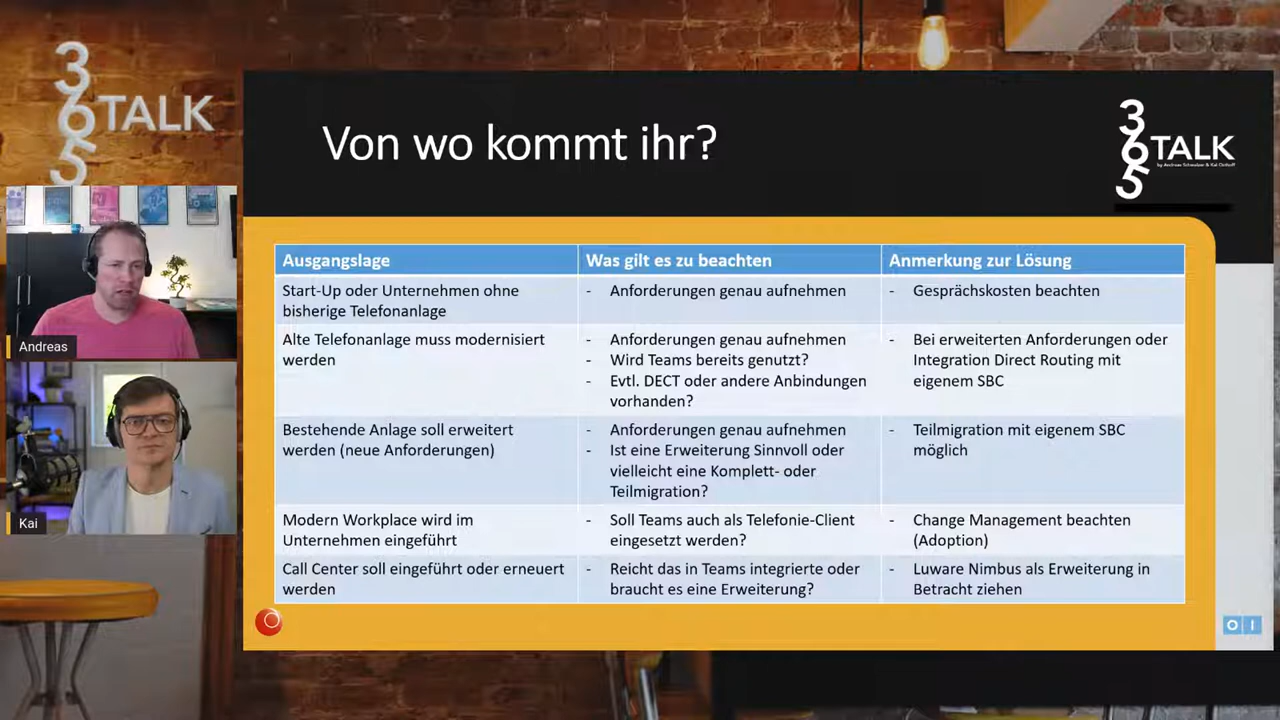 365 TALK
Von wo kommt ihr?
365 TALK
by Andreas Schweizer & Kai Osthoff
Andreas
Kai
Ausgangslage
Was gilt es zu beachten
Anmerkung zur Lösung
Start-Up oder Unternehmen ohne
bisherige Telefonanlage
- Anforderungen genau aufnehmen
- Gesprächskosten beachten
Alte Telefonanlage muss modernisiert
werden
- Anforderungen genau aufnehmen
- Wird Teams bereits genutzt?
- Evtl. DECT oder andere Anbindungen
vorhanden?
- Bei erweiterten Anforderungen oder
Integration Direct Routing mit
eigenem SBC
Bestehende Anlage soll erweitert
werden (neue Anforderungen)
- Anforderungen genau aufnehmen
- Ist eine Erweiterung Sinnvoll oder
vielleicht eine Komplett- oder
Teilmigration?
- Teilmigration mit eigenem SBC
möglich
Modern Workplace wird im
Unternehmen eingeführt
- Soll Teams auch als Telefonie-Client
eingesetzt werden?
- Change Management beachten
(Adoption)
Call Center soll eingeführt oder erneuert
werden
- Reicht das in Teams integrierte oder
braucht es eine Erweiterung?
- Luware Nimbus als Erweiterung in
Betracht ziehen
O I